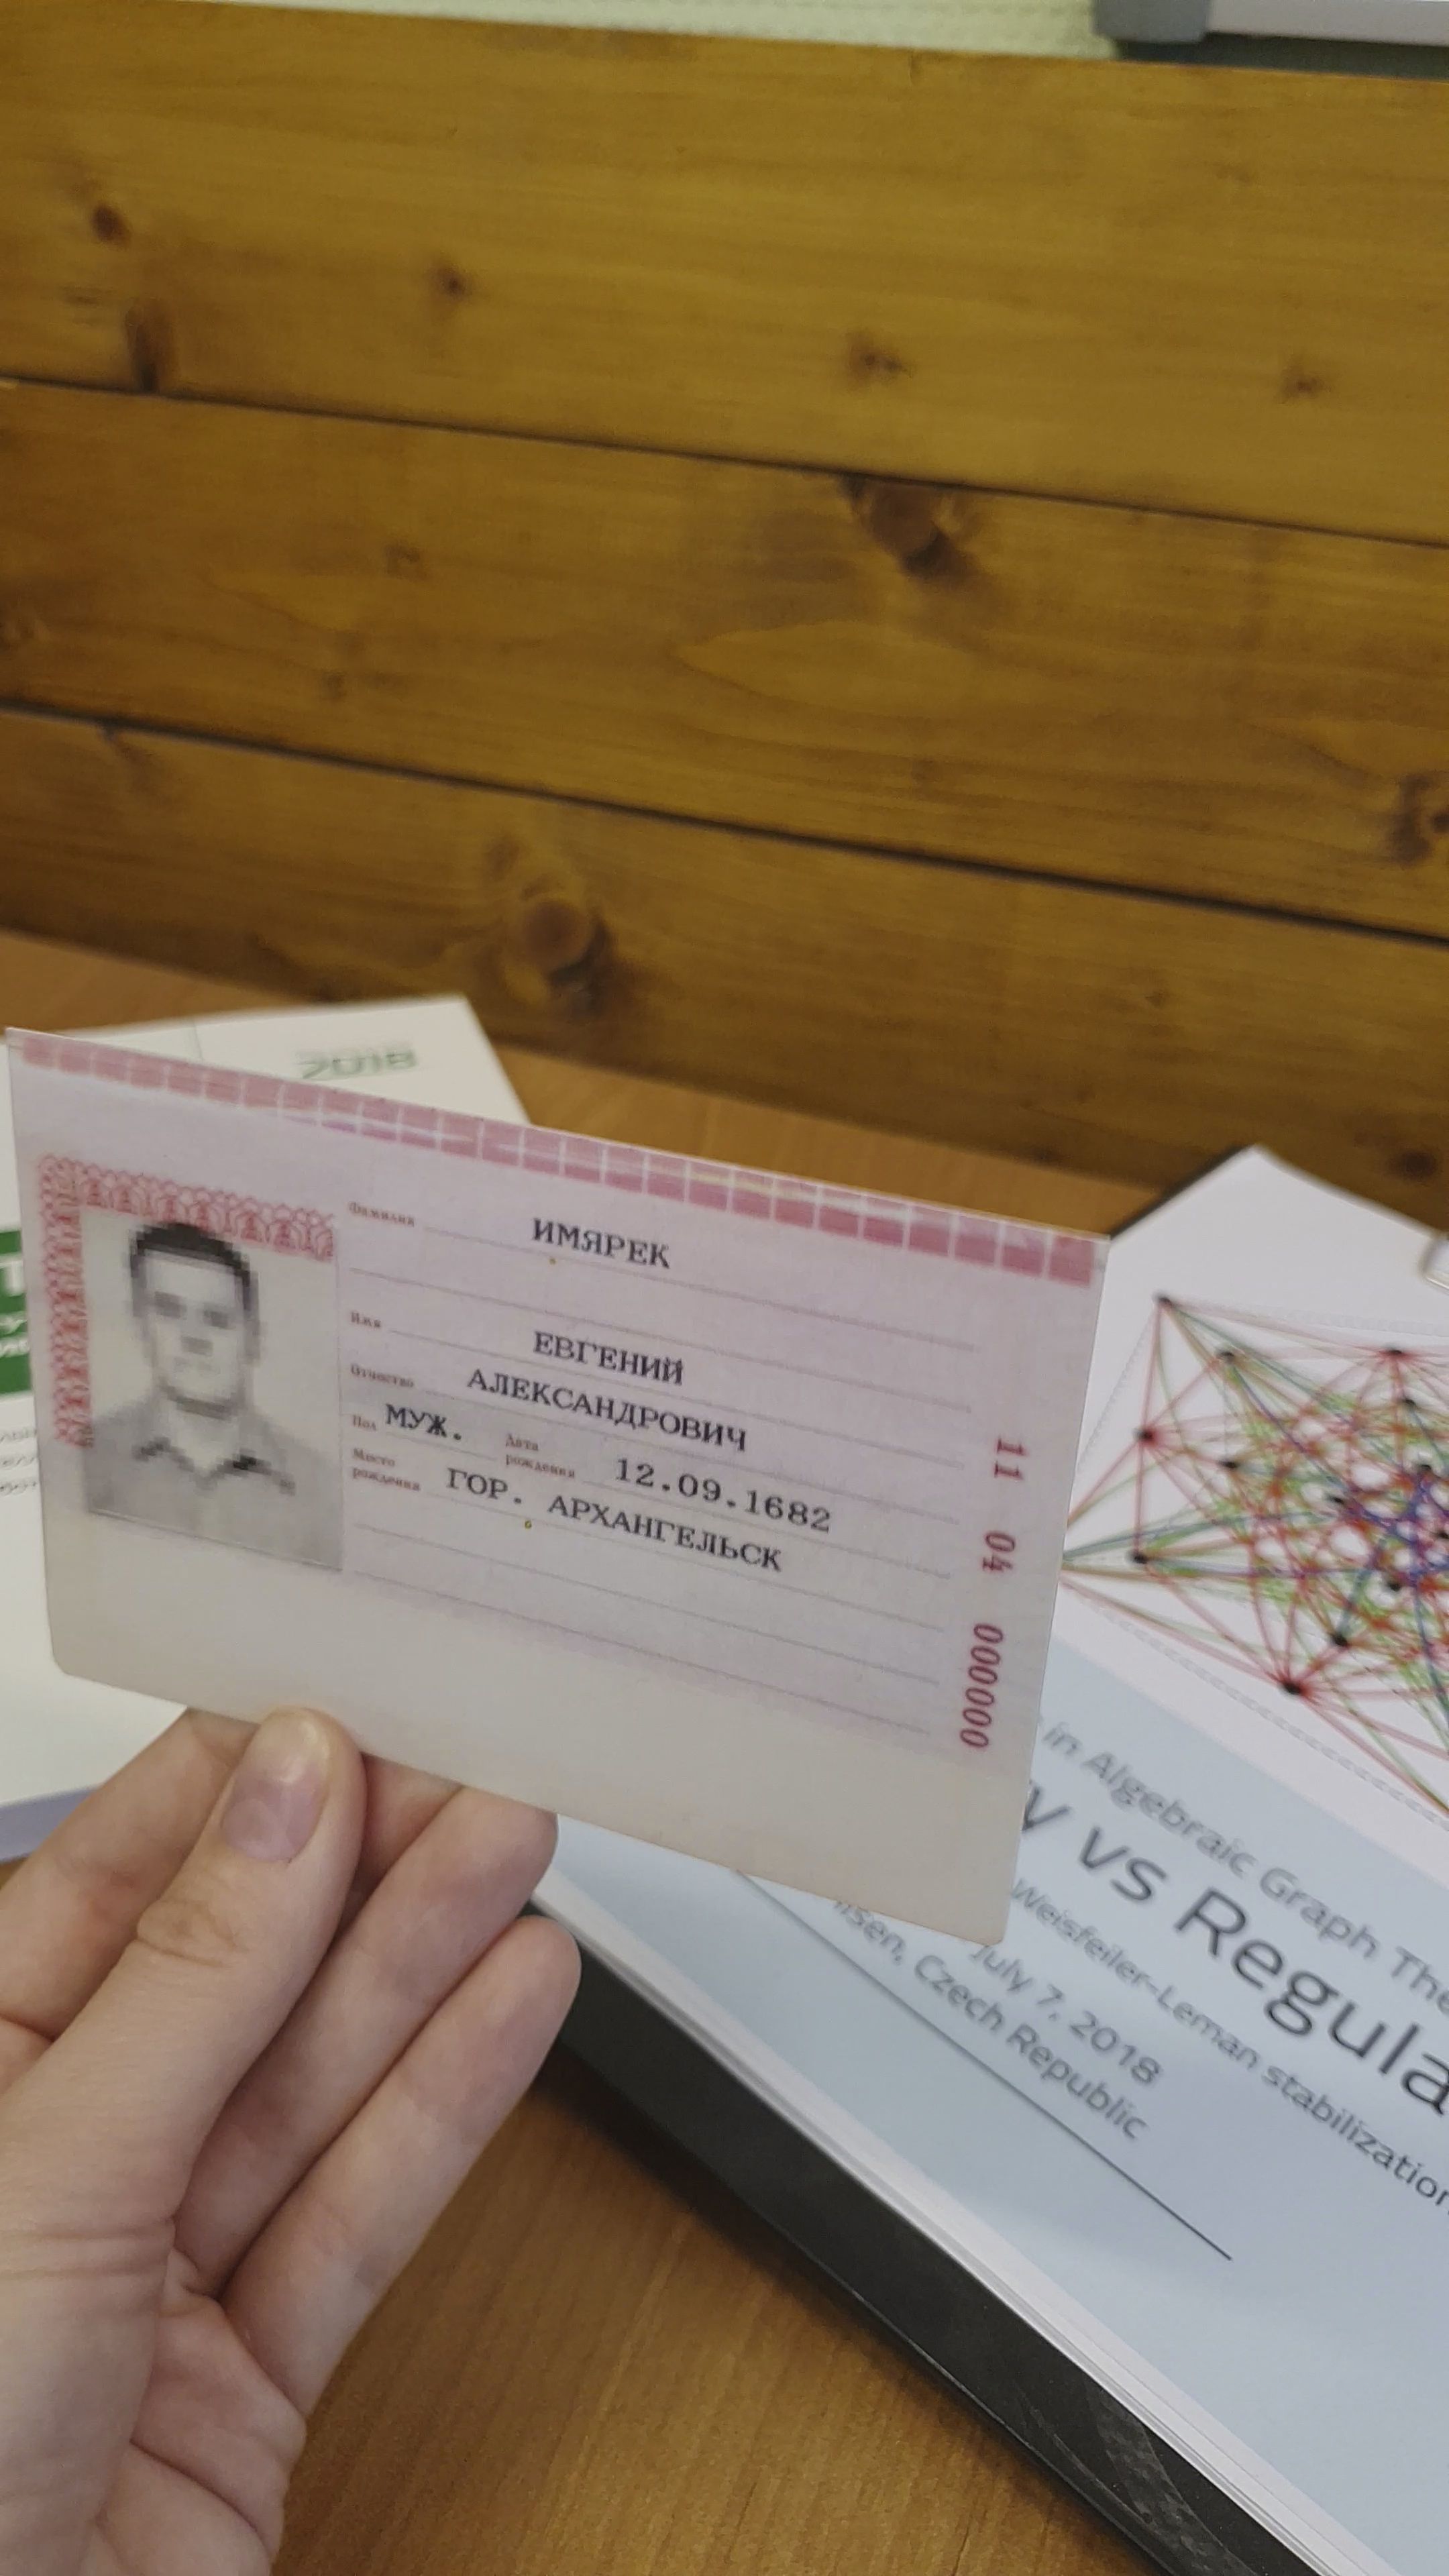 2018
Фамилия ИМЯРЕК
Имя ЕВГЕНИЙ
Отчество АЛЕКСАНДРОВИЧ
Пол МУЖ. Дата рождения 12.09.1682
Место рождения ГОР. АРХАНГЕЛЬСК
11 04 000000
in Algebraic Graph The
y vs Regula
Weisfeiler-Leman stabilization
July 7, 2018
lsen, Czech Republic